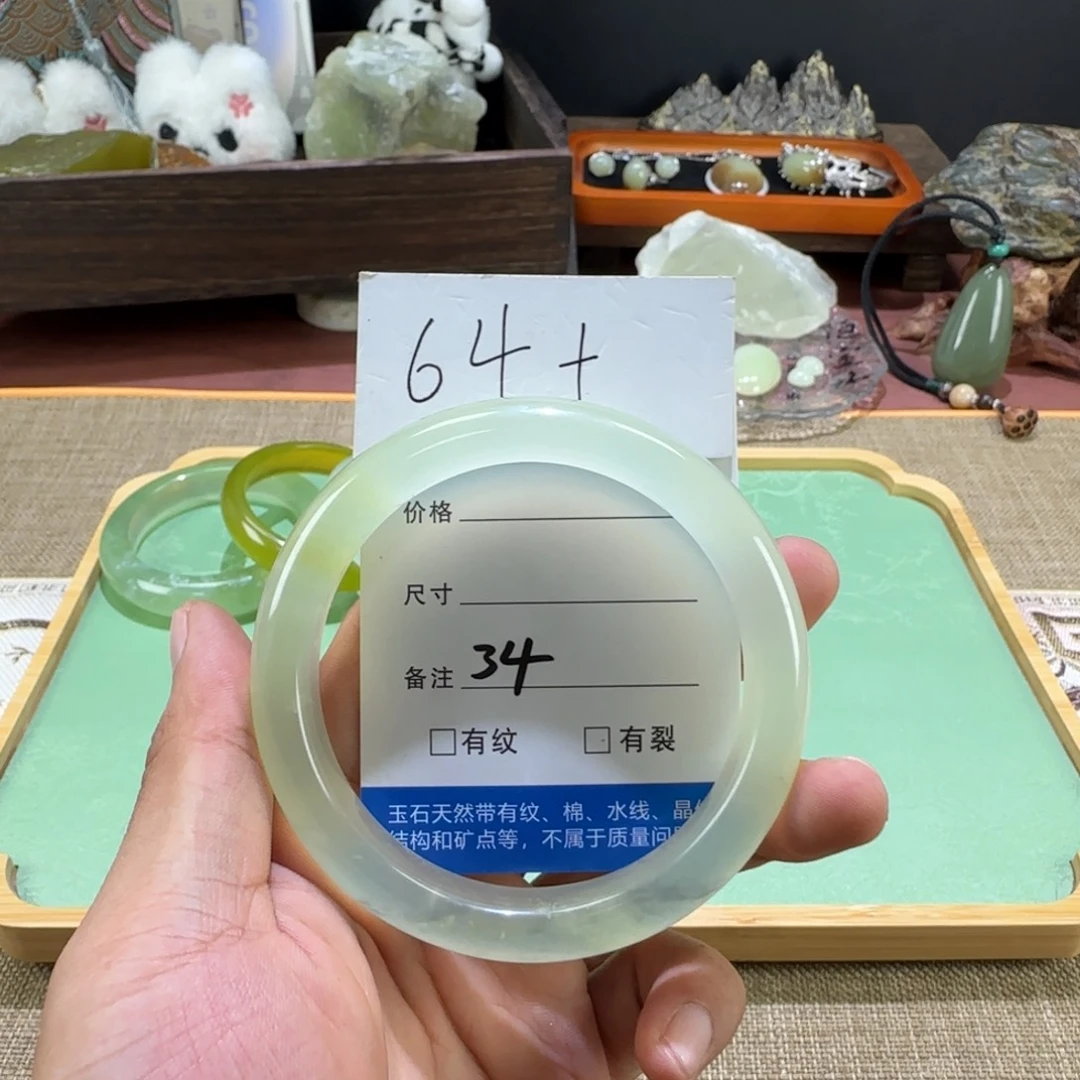 64+
价格
尺寸
备注 34
□有纹 □有裂
玉石天然带有纹、棉、水线、晶
结构和矿点等，不属于质量问